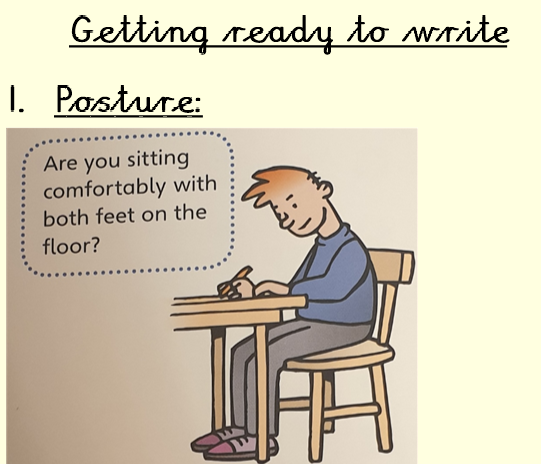 Getting ready to write
1. Posture:
Are you sitting
comfortably with
both feet on the
floor?